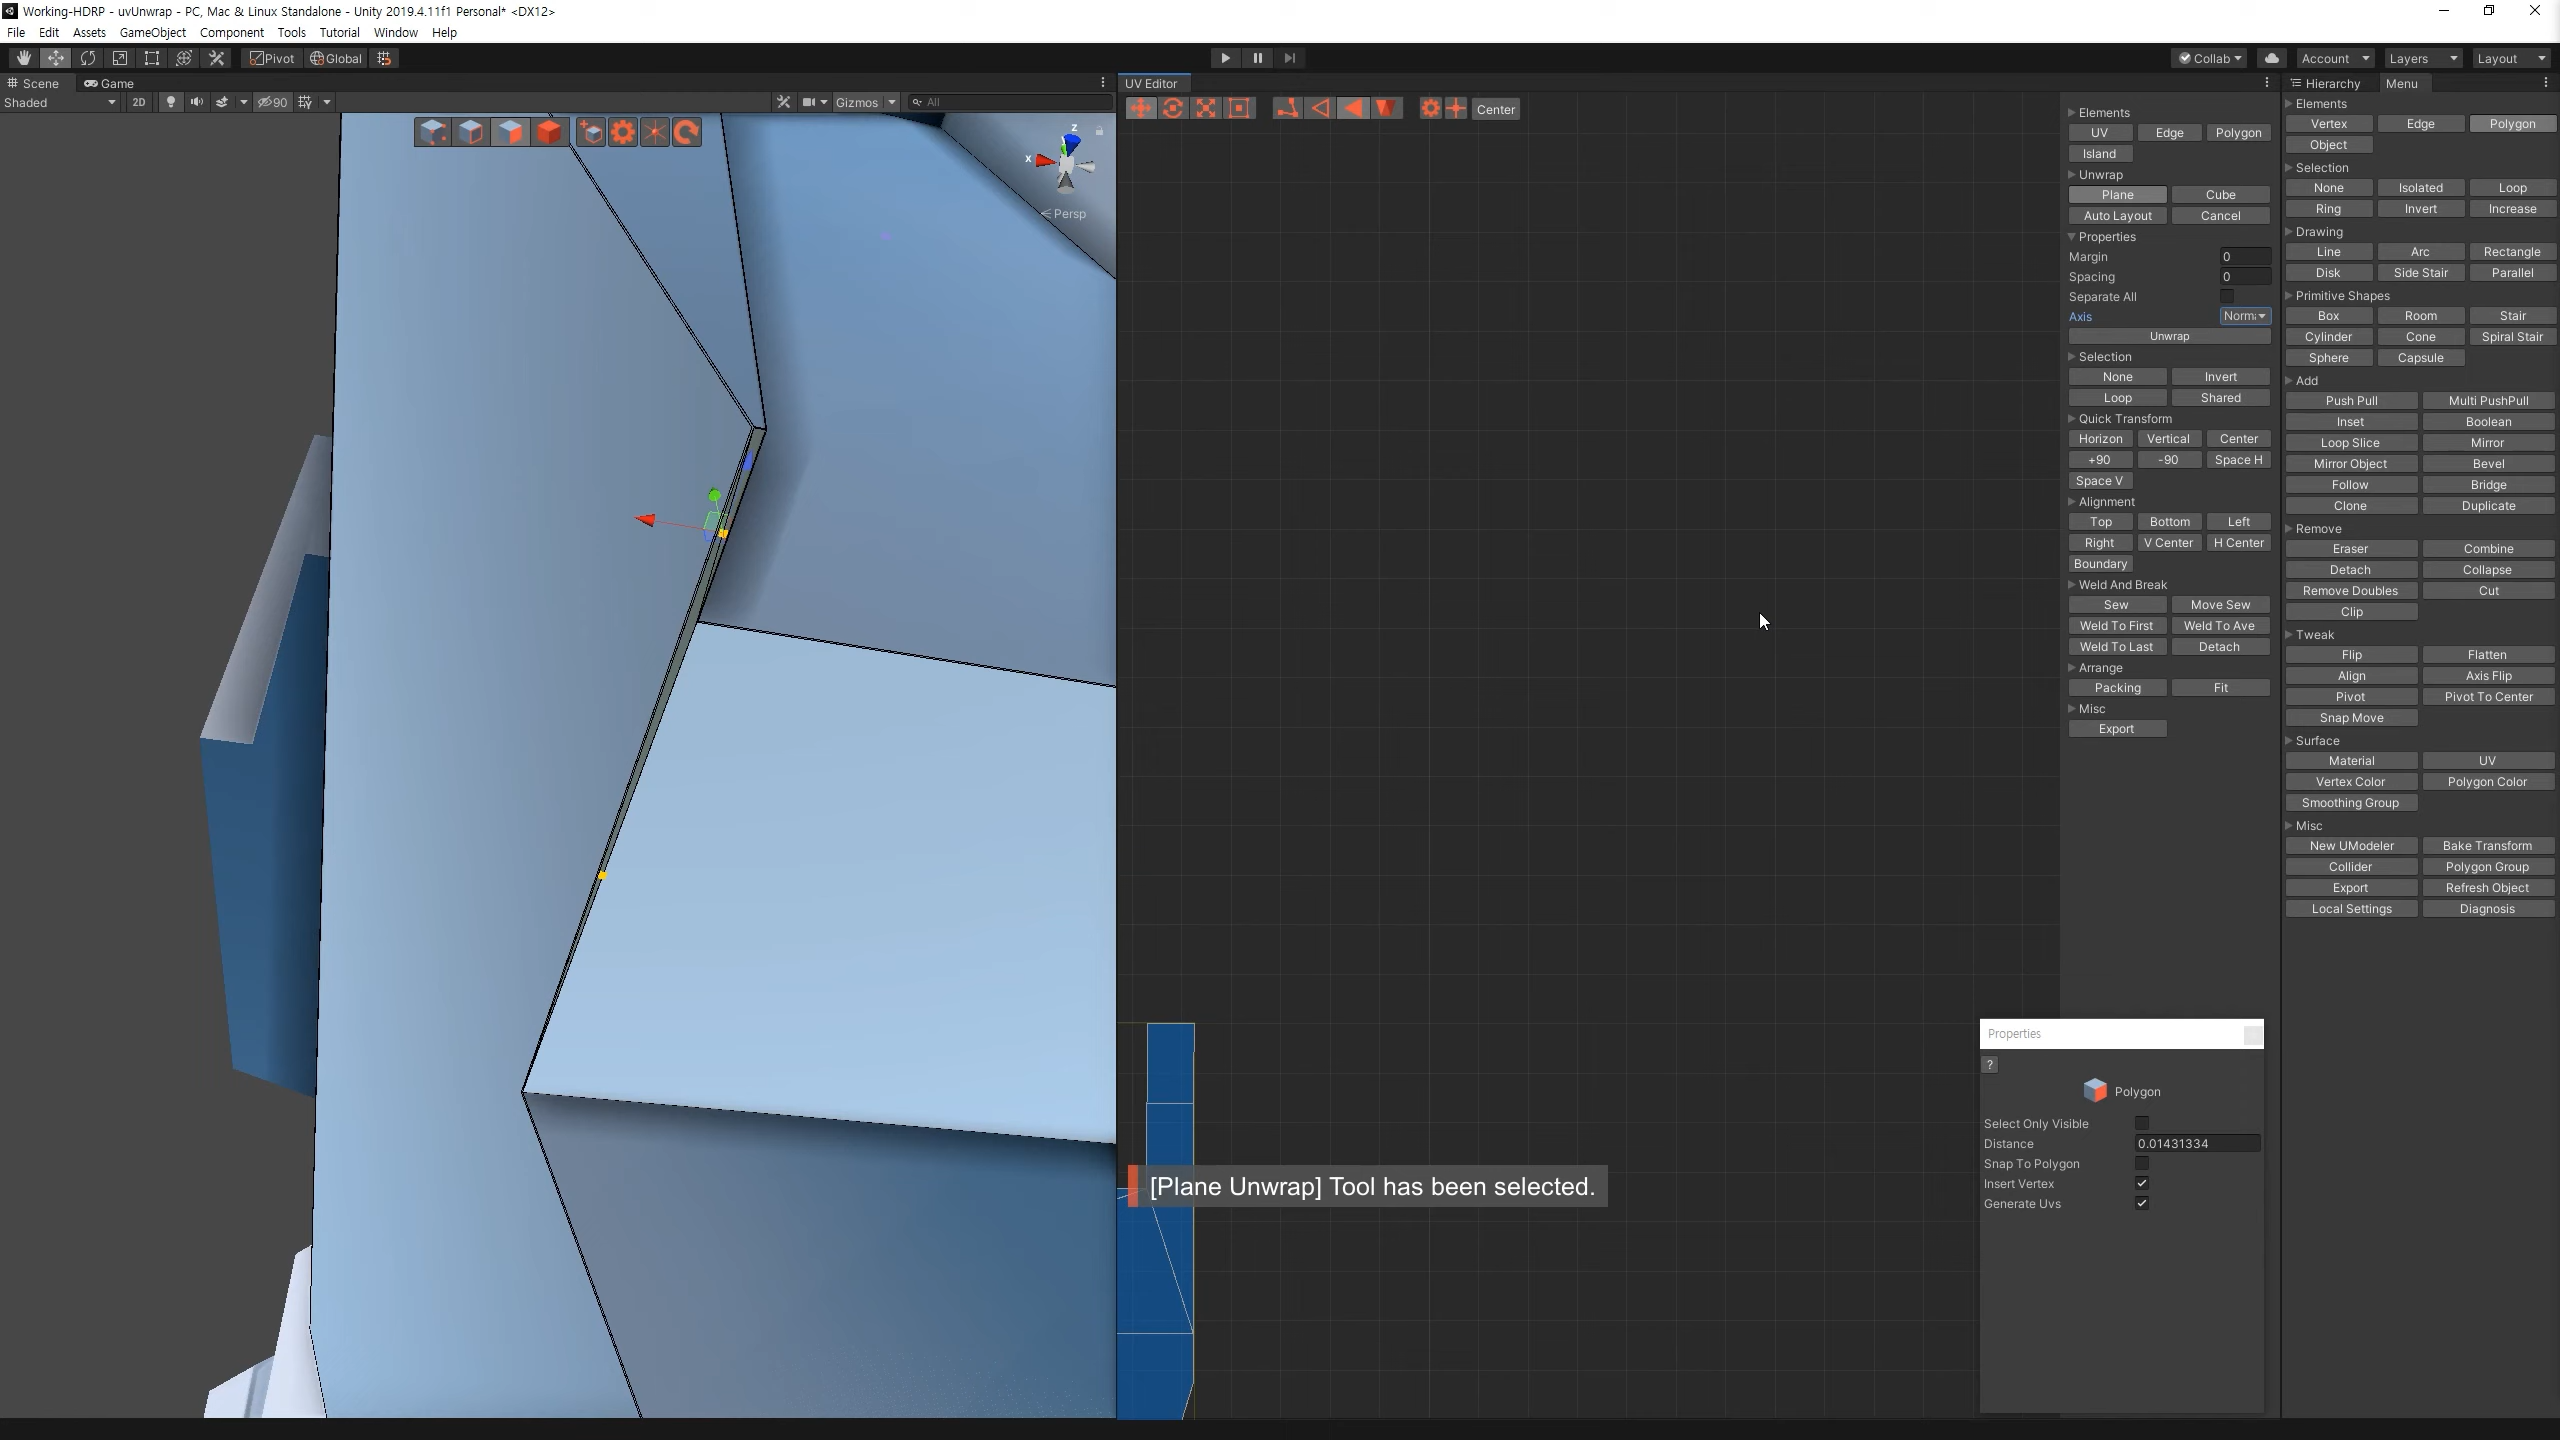 Working-HDRP - uvUnwrap - PC, Mac & Linux Standalone - Unity 2019.4.11f1 Personal* <DX12>
File Edit Assets GameObject Component Tools Tutorial Window Help
Pivot Global Collab Account Layers Layout
Scene Game UV Editor Hierarchy Menu
Shaded 2D 90 Gizmos All
Center
z
x
Persp
Elements
UV Edge Polygon
Island
Unwrap
Plane Cube
Auto Layout Cancel
Properties
Margin 0
Spacing 0
Separate All
Axis Norm
Unwrap
Selection
None Invert
Loop Shared
Quick Transform
Horizon Vertical Center
+90 -90 Space H
Space V
Alignment
Top Bottom Left
Right V Center H Center
Boundary
Weld And Break
Sew Move Sew
Weld To First Weld To Ave
Weld To Last Detach
Arrange
Packing Fit
Misc
Export
Elements
Vertex Edge Polygon
Object
Selection
None Isolated Loop
Ring Invert Increase
Drawing
Line Arc Rectangle
Disk Side Stair Parallel
Primitive Shapes
Box Room Stair
Cylinder Cone Spiral Stair
Sphere Capsule
Add
Push Pull Multi PushPull
Inset Boolean
Loop Slice Mirror
Mirror Object Bevel
Follow Bridge
Clone Duplicate
Remove
Eraser Combine
Detach Collapse
Remove Doubles Cut
Clip
Tweak
Flip Flatten
Align Axis Flip
Pivot Pivot To Center
Snap Move
Surface
Material UV
Vertex Color Polygon Color
Smoothing Group
Misc
New UModeler Bake Transform
Collider Polygon Group
Export Refresh Object
Local Settings Diagnosis
Properties
?
Polygon
Select Only Visible
Distance 0.01431334
Snap To Polygon
Insert Vertex
Generate Uvs
[Plane Unwrap] Tool has been selected.